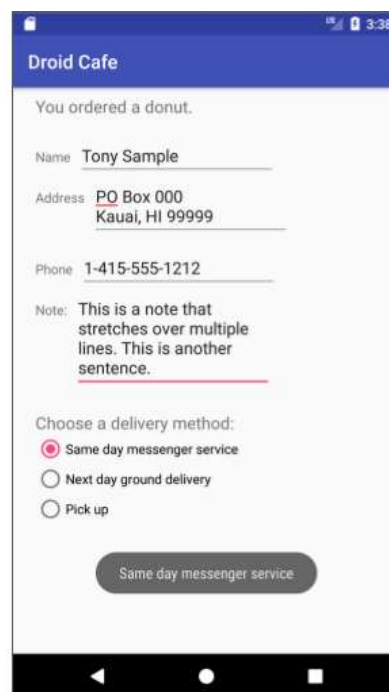 3:38
Droid Cafe
You ordered a donut.
Name Tony Sample
Address PO Box 000
Kauai, HI 99999
Phone 1-415-555-1212
Note: This is a note that
stretches over multiple
lines. This is another
sentence.
Choose a delivery method:
Same day messenger service
Next day ground delivery
Pick up
Same day messenger service